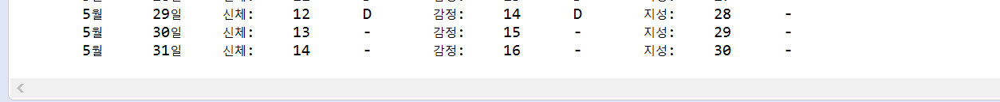 5월 29일 신체: 12 D 감정: 14 D 지성: 28 -
5월 30일 신체: 13 - 감정: 15 - 지성: 29 -
5월 31일 신체: 14 - 감정: 16 - 지성: 30 -